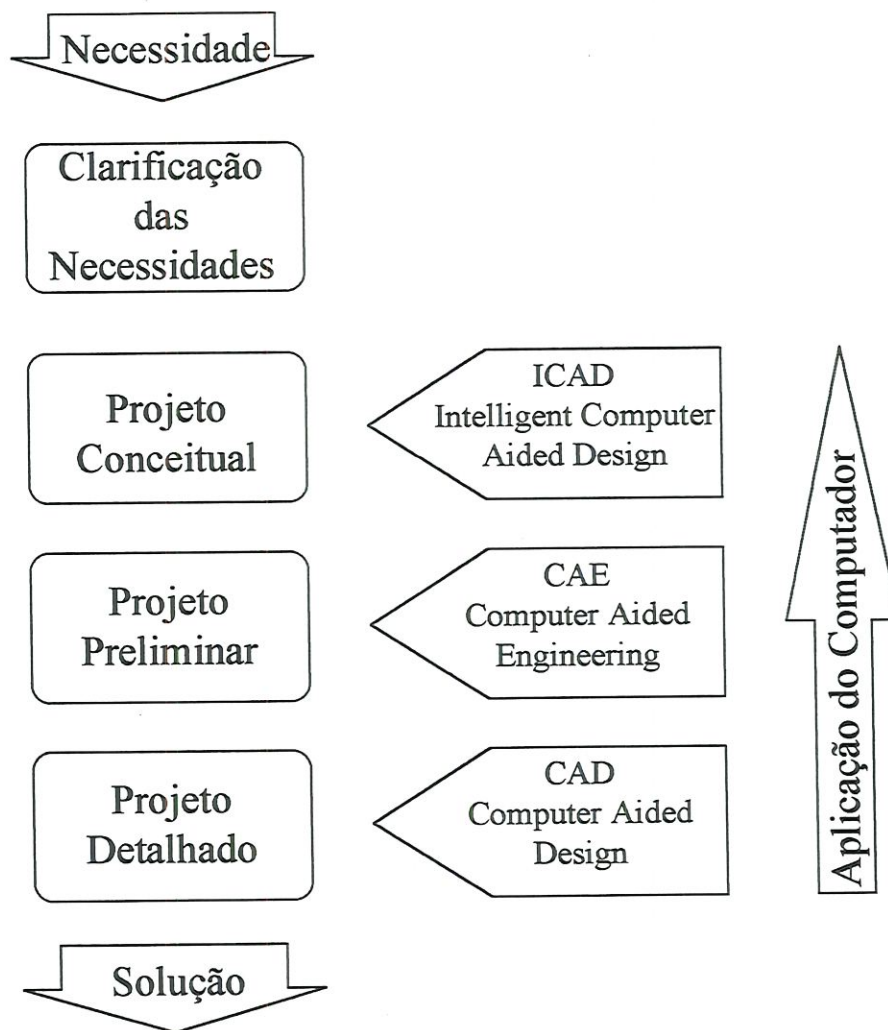 Necessidade
Clarificação
das
Necessidades
Projeto
Conceitual
ICAD
Intelligent Computer
Aided Design
Projeto
Preliminar
CAE
Computer Aided
Engineering
Projeto
Detalhado
CAD
Computer Aided
Design
Aplicação do Computador
Solução